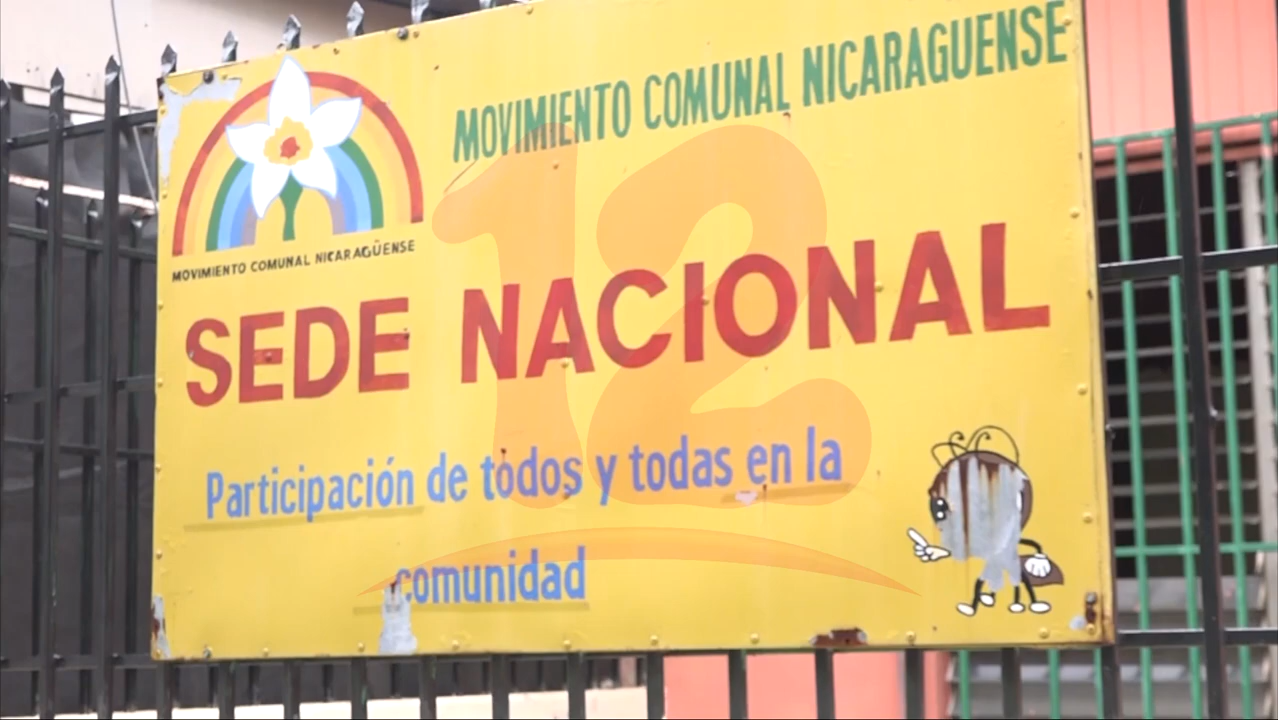 MOVIMIENTO COMUNAL NICARAGUENSE
MOVIMIENTO COMUNAL NICARAGÜENSE
SEDE NACIONAL
Participación de todos y todas en la
comunidad
12